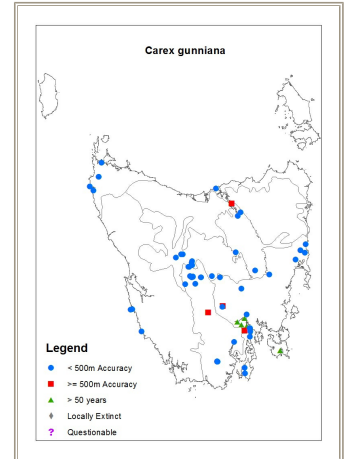 Carex gunniana
Legend
< 500m Accuracy
>= 500m Accuracy
> 50 years
Locally Extinct
? Questionable